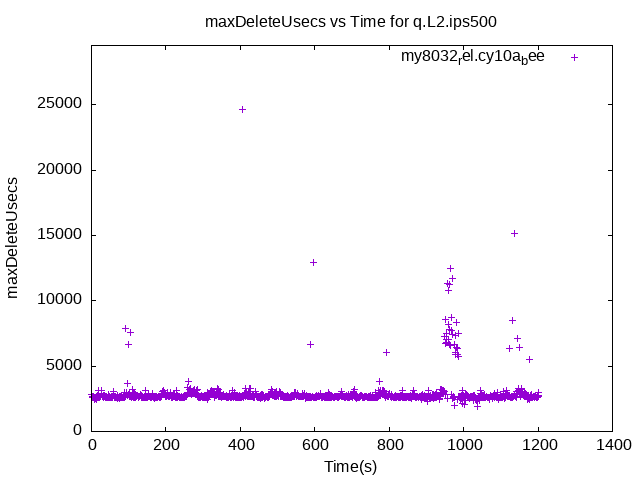 maxDeleteUsecs vs Time for q.L2.ips500
my8032rel.cy10abee
25000
20000
15000
10000
5000
0
maxDeleteUsecs
0 200 400 600 800 1000 1200 1400
Time(s)